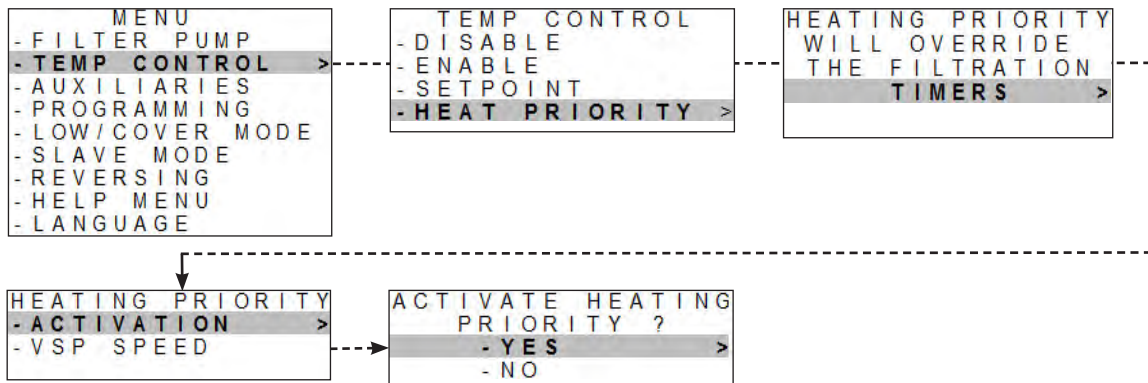 MENU
- FILTER PUMP
- TEMP CONTROL >
- AUXILIARIES
- PROGRAMMING
- LOW/COVER MODE
- SLAVE MODE
- REVERSING
- HELP MENU
- LANGUAGE
TEMP CONTROL
- DISABLE
- ENABLE
- SETPOINT
- HEAT PRIORITY >
HEATING PRIORITY
WILL OVERRIDE
THE FILTRATION
TIMERS >
HEATING PRIORITY
- ACTIVATION >
- VSP SPEED
ACTIVATE HEATING
PRIORITY ?
- YES >
- NO